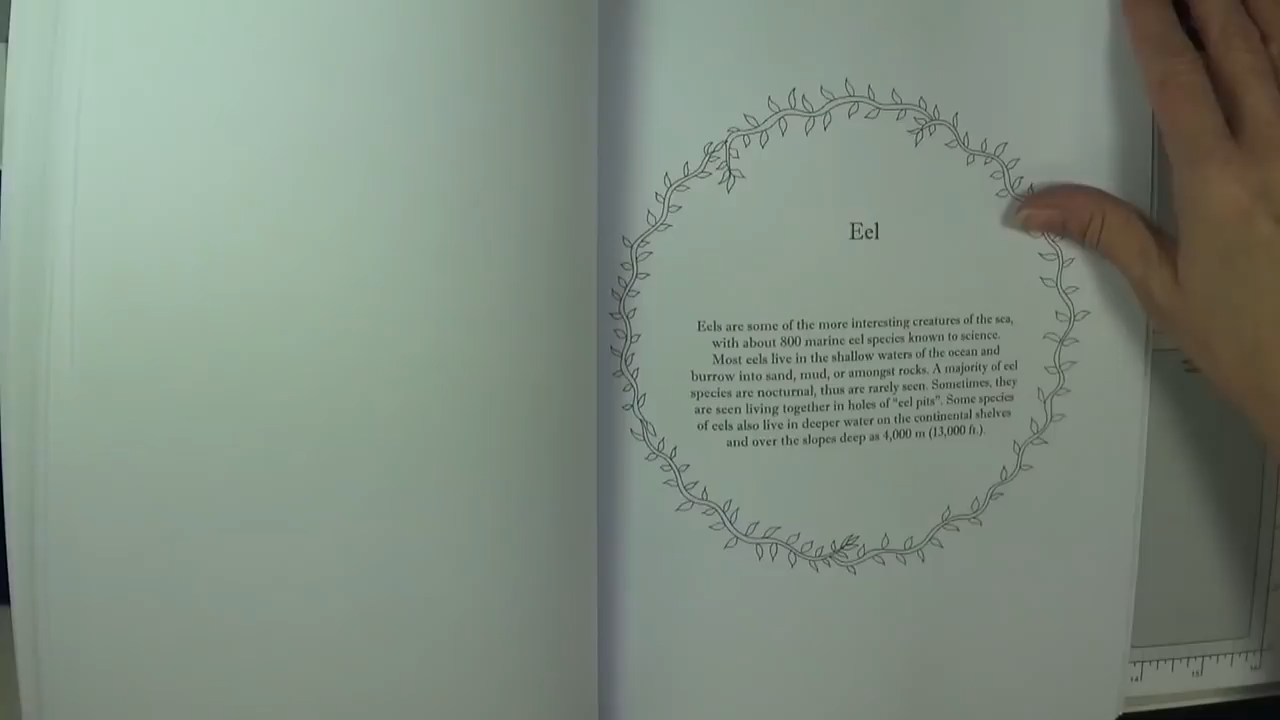 Eel
Eels are some of the more interesting creatures of the sea,
with about 800 marine eel species known to science.
Most eels live in the shallow waters of the ocean and
burrow into sand, mud, or amongst rocks. A majority of eel
species are nocturnal, thus are rarely seen. Sometimes, they
are seen living together in holes of "eel pits". Some species
of eels also live in deeper water on the continental shelves
and over the slopes deep as 4,000 m (13,000 ft.).
14 15 16